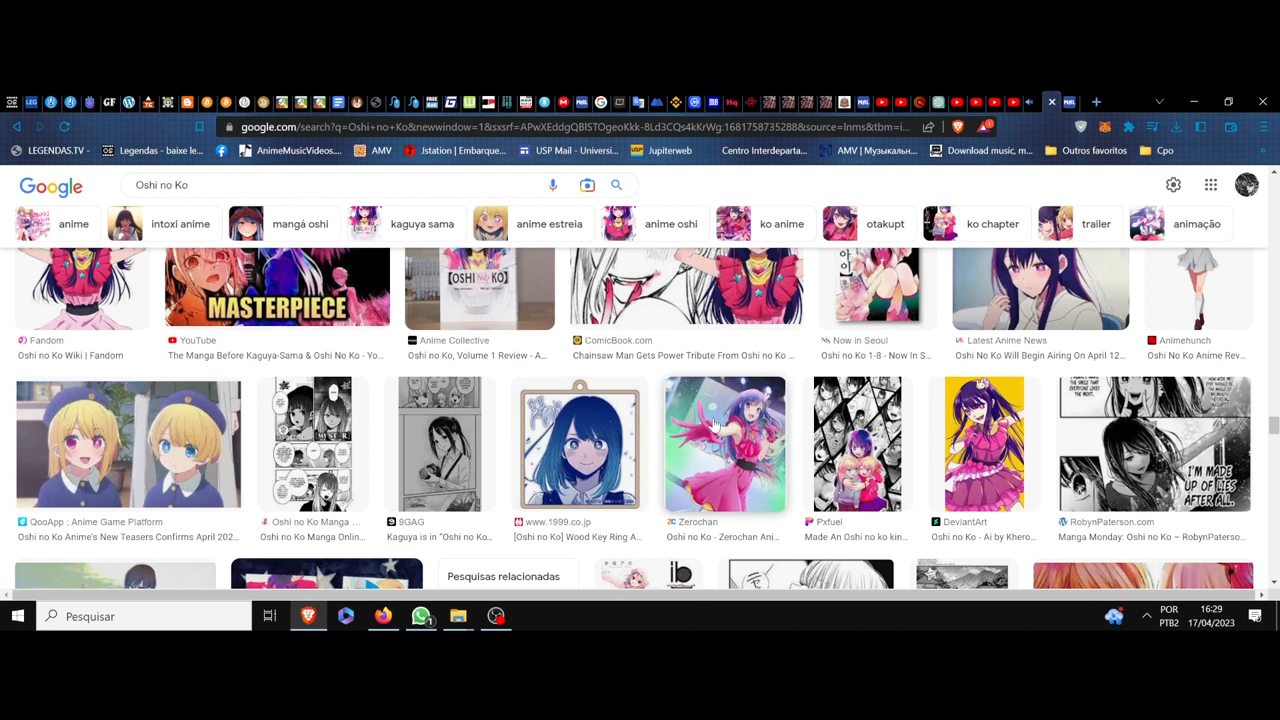 google.com/search?q=Oshi+no+Ko&newwindow=1&sxsrf=APwXEddgQBlSTOgeoKkk-8Ld3CQs4kKrWg:1681758735288&source=lnms&tbm=i...
LEGENDAS.TV -
Legendas - baixe le...
AnimeMusicVideos....
AMV
Jstation | Embarque...
USP Mail - Universi...
Jupiterweb
Centro Interdeparta...
AMV | Музыкальн...
Download music, m...
Outros favoritos
Cpo
Google
Oshi no Ko
anime
intoxi anime
mangá oshi
kaguya sama
anime estreia
anime oshi
ko anime
otakupt
ko chapter
trailer
animação
MASTERPIECE
【OSHI NO KO】
Fandom
Oshi no Ko Wiki | Fandom
YouTube
The Manga Before Kaguya-Sama & Oshi No Ko - Yo...
Anime Collective
Oshi no Ko, Volume 1 Review - A...
ComicBook.com
Chainsaw Man Gets Power Tribute From Oshi no Ko ...
Now in Seoul
Oshi no Ko 1-8 - Now In S...
Latest Anime News
Oshi No Ko Will Begin Airing On April 12...
Animehunch
Oshi No Ko Anime Rev...
I'M MADE
UP OF LIES
AFTER ALL.
QooApp : Anime Game Platform
Oshi no Ko Anime's New Teasers Confirms April 202...
Oshi no Ko Manga ...
Oshi no Ko Manga Onlin...
9GAG
Kaguya is in "Oshi no Ko"...
www.1999.co.jp
[Oshi no Ko] Wood Key Ring A...
Zerochan
Oshi no Ko - Zerochan Ani...
Pxfuel
Made An Oshi no ko kin...
DeviantArt
Oshi no Ko - Ai by Khero...
RobynPaterson.com
Manga Monday: Oshi no Ko – RobynPaterso...
Pesquisas relacionadas
Pesquisar
POR
PTB2
16:29
17/04/2023